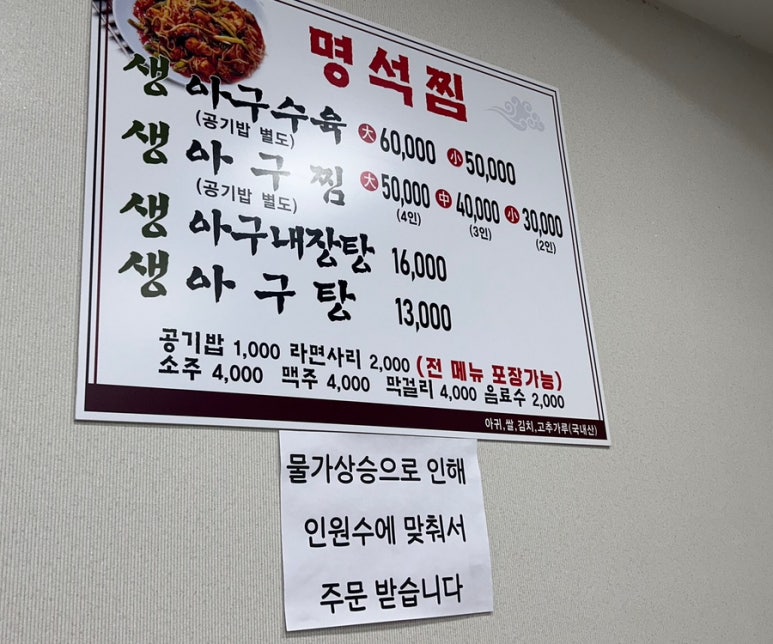 명석찜
생 아구수육 大 60,000 小 50,000
(공기밥 별도)
생 아구찜 大 50,000 中 40,000 小 30,000
(공기밥 별도) (4인) (3인) (2인)
생 아구내장탕 16,000
생 아구탕 13,000
공기밥 1,000 라면사리 2,000 (전 메뉴 포장가능)
소주 4,000 맥주 4,000 막걸리 4,000 음료수 2,000
아귀,쌀,김치,고추가루(국내산)
물가상승으로 인해
인원수에 맞춰서
주문 받습니다